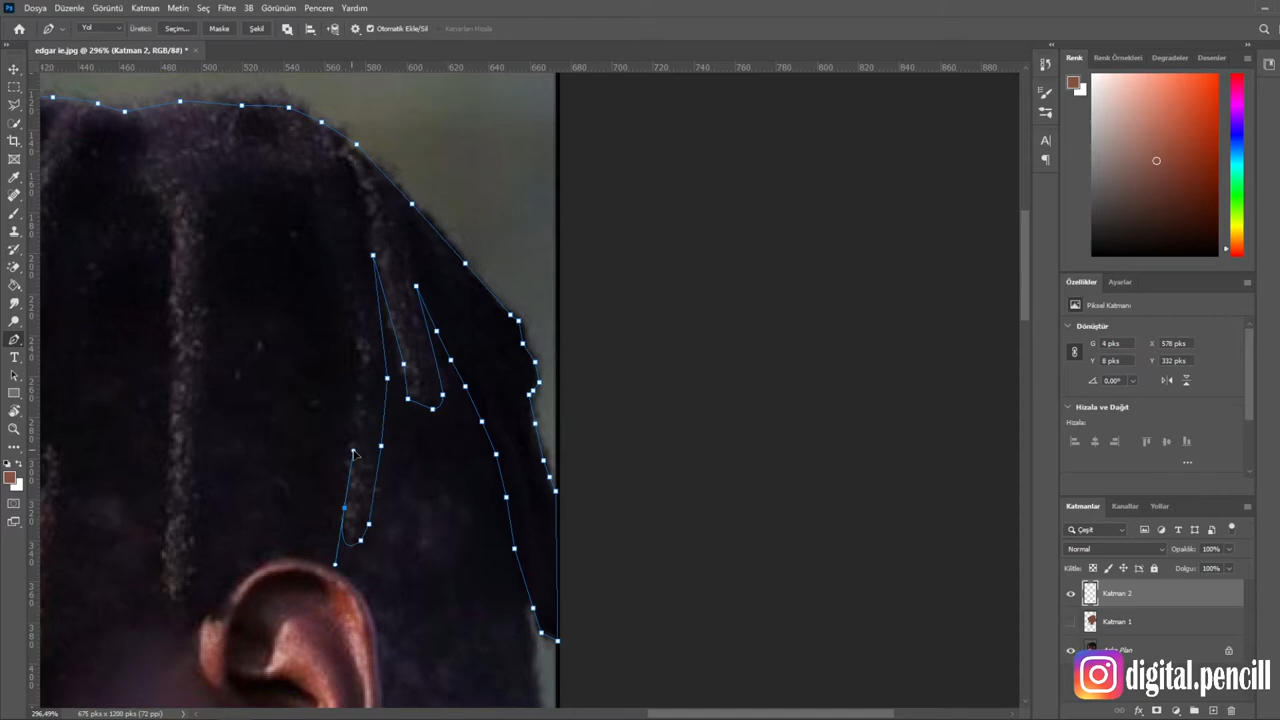 Ps Dosya Düzenle Görüntü Katman Metin Seç Filtre 3B Görünüm Pencere Yardım
Yol Üretici: Seçim... Maske Şekil Otomatik Ekle/Sil Kenarları Hizala
edgar ie.jpg @ 296% (Katman 2, RGB/8#) * ×
420 440 460 480 500 520 540 560 580 600 620 640 660 680 700 720 740 760 780 800 820 840 860 880
Renk Renk Örnekleri Degradeler Desenler
Özellikler Ayarlar
Piksel Katmanı
Dönüştür
G 4 pks X 578 pks
Y 8 pks Y 332 pks
0,00°
Hizala ve Dağıt
Hizala:
Katmanlar Kanallar Yollar
Çeşit
Normal Opaklık: 100%
Kilitle: Dolgu: 100%
Katman 2
Katman 1
digital.pencill
296,49% 675 pks x 1200 pks (72 ppi)